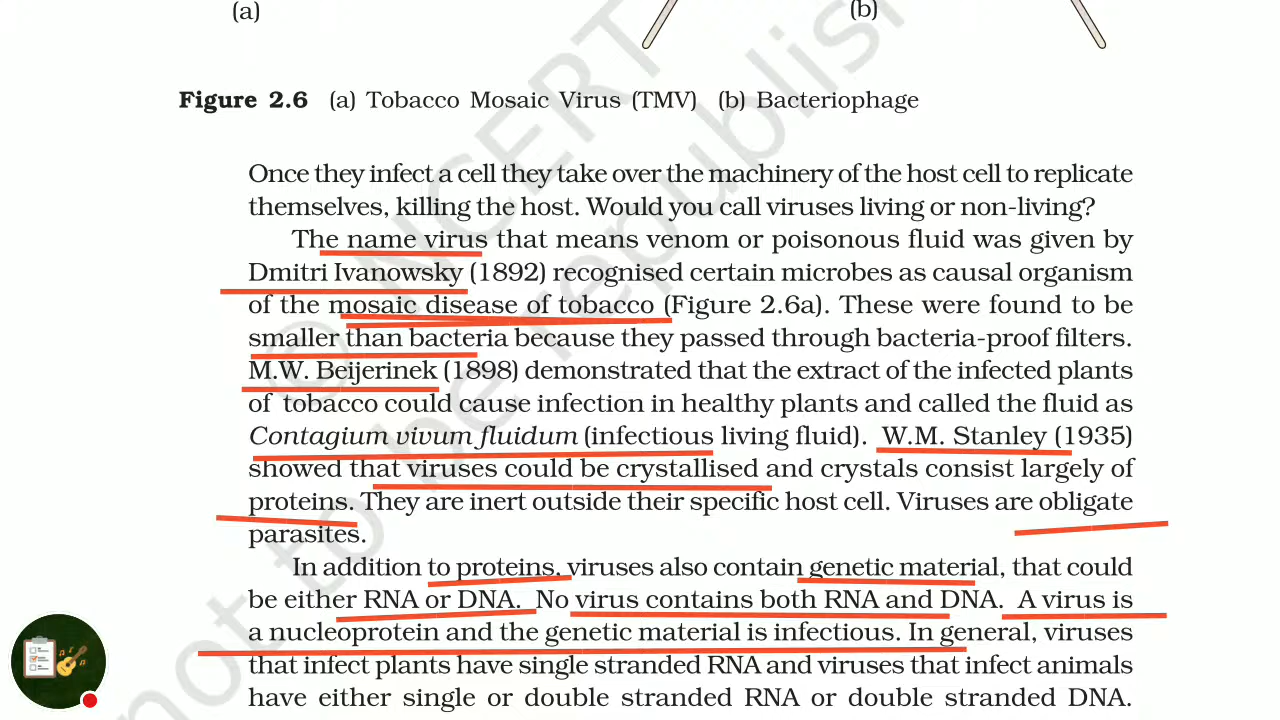 (a)
(b)
Figure 2.6 (a) Tobacco Mosaic Virus (TMV) (b) Bacteriophage
Once they infect a cell they take over the machinery of the host cell to replicate
themselves, killing the host. Would you call viruses living or non-living?
The name virus that means venom or poisonous fluid was given by
Dmitri Ivanowsky (1892) recognised certain microbes as causal organism
of the mosaic disease of tobacco (Figure 2.6a). These were found to be
smaller than bacteria because they passed through bacteria-proof filters.
M.W. Beijerinek (1898) demonstrated that the extract of the infected plants
of tobacco could cause infection in healthy plants and called the fluid as
Contagium vivum fluidum (infectious living fluid). W.M. Stanley (1935)
showed that viruses could be crystallised and crystals consist largely of
proteins. They are inert outside their specific host cell. Viruses are obligate
parasites.
In addition to proteins, viruses also contain genetic material, that could
be either RNA or DNA. No virus contains both RNA and DNA. A virus is
a nucleoprotein and the genetic material is infectious. In general, viruses
that infect plants have single stranded RNA and viruses that infect animals
have either single or double stranded RNA or double stranded DNA.
© NCERT
not to be republis